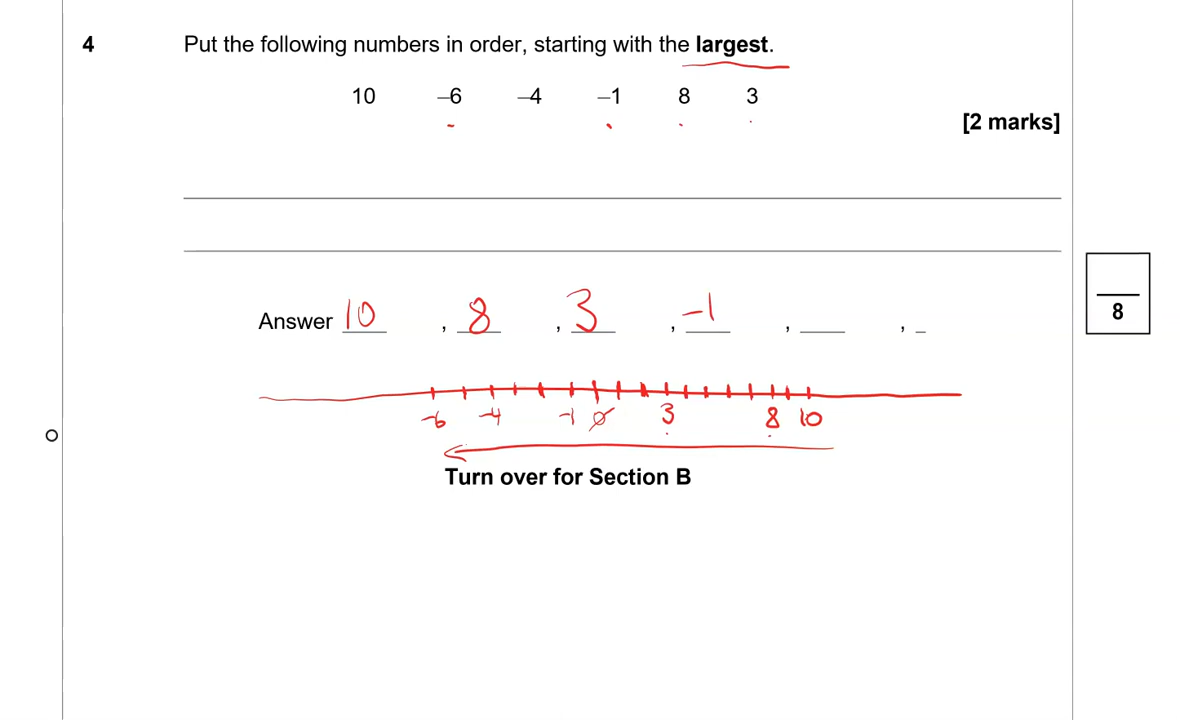 4 Put the following numbers in order, starting with the largest.
10 –6 –4 –1 8 3
[2 marks]
Answer 10 , 8 , 3 , -1 , ,
8
-6 -4 -1 0 3 8 10
Turn over for Section B